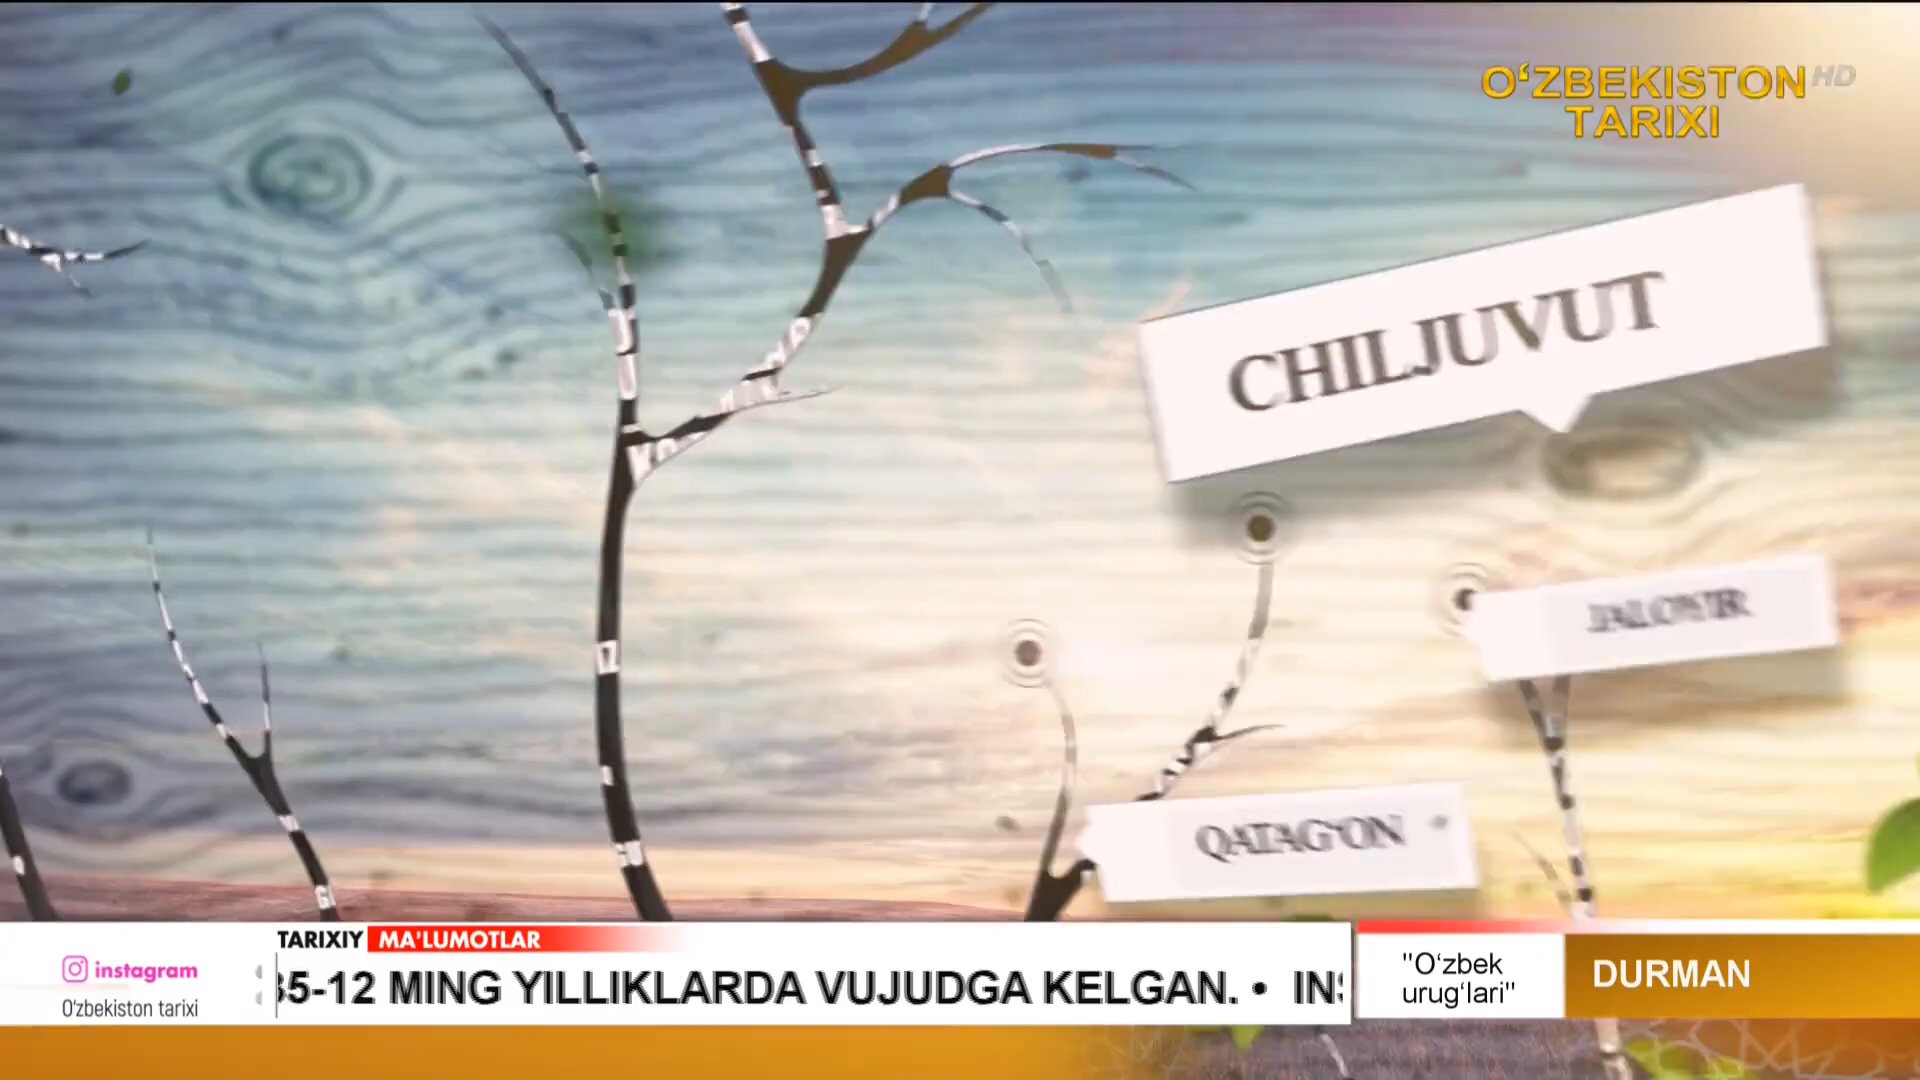 O‘ZBEKISTON HD
TARIXI
CHILJUVUT
JALOYIR
QATAG‘ON
TARIXIY MA'LUMOTLAR
instagram
O‘zbekiston tarixi
35-12 MING YILLIKLARDA VUJUDGA KELGAN. •
"O‘zbek
urug‘lari"
DURMAN